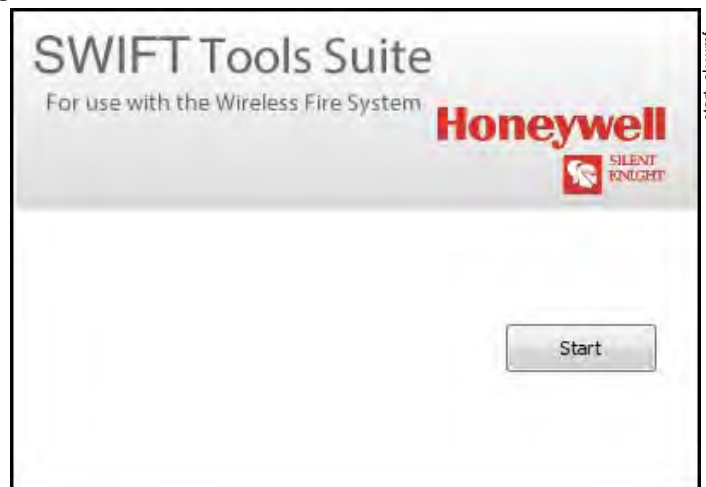 SWIFT Tools Suite
For use with the Wireless Fire System
Honeywell
SILENT
KNIGHT
Start